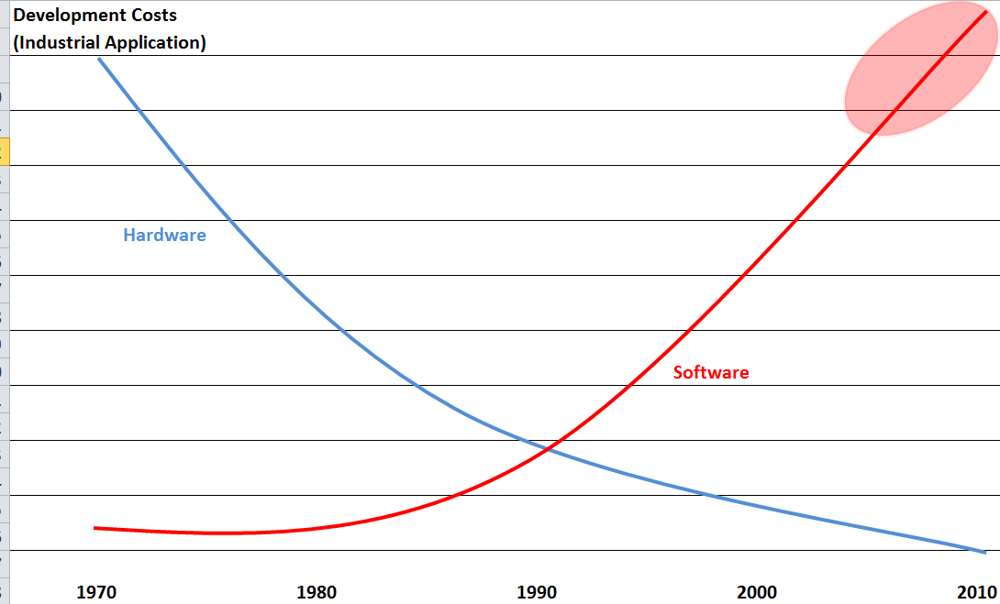 Development Costs
(Industrial Application)
Hardware
Software
1970 1980 1990 2000 2010